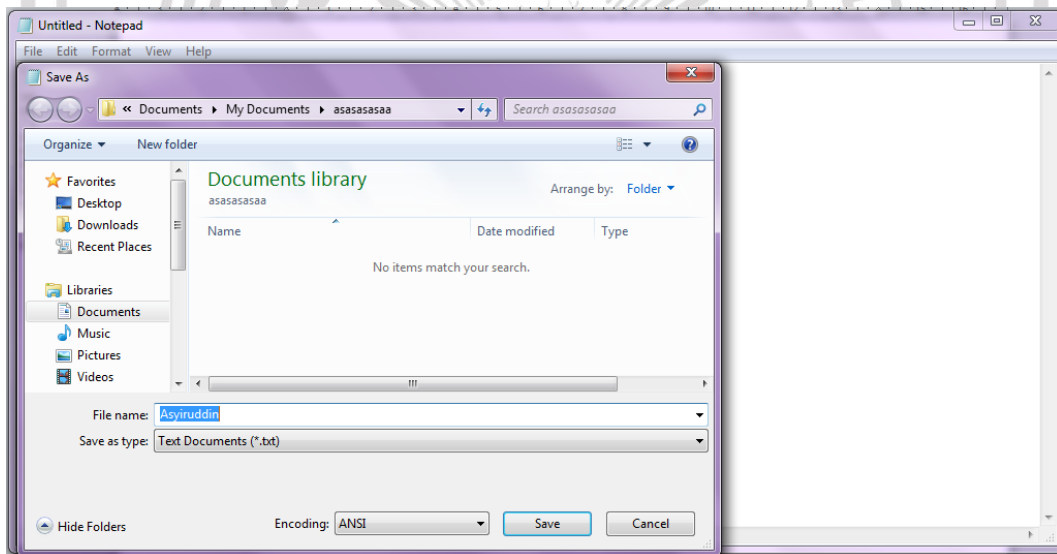 Untitled - Notepad
File Edit Format View Help
Save As
« Documents ▸ My Documents ▸ asasasasaa
Search asasasasaa
Organize ▾ New folder
Favorites
Desktop
Downloads
Recent Places
Libraries
Documents
Music
Pictures
Videos
Documents library
asasasasaa
Arrange by: Folder ▾
Name Date modified Type
No items match your search.
File name: Asyiruddin
Save as type: Text Documents (*.txt)
Hide Folders
Encoding: ANSI
Save
Cancel